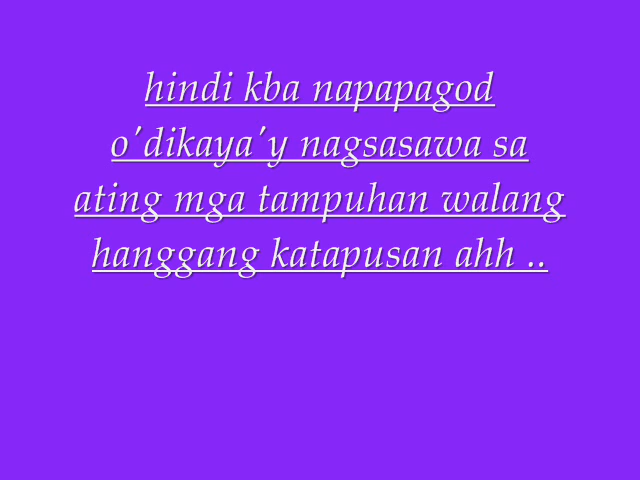 hindi kba napapagod
o'dikaya'y nagsasawa sa
ating mga tampuhan walang
hanggang katapusan ahh ..